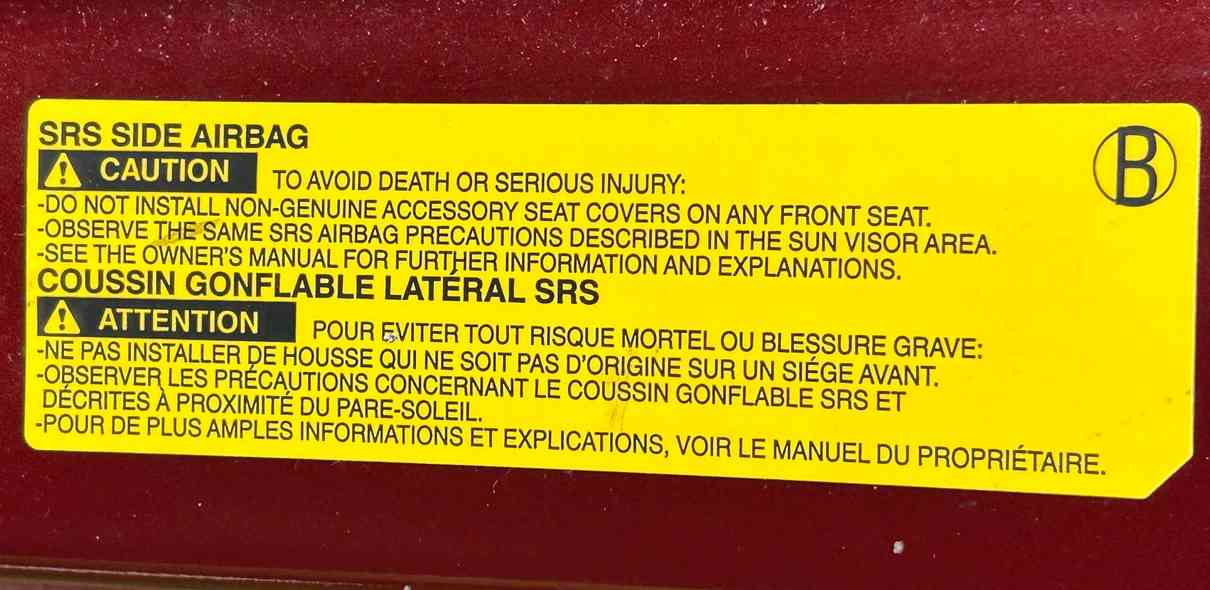 SRS SIDE AIRBAG
B
CAUTION TO AVOID DEATH OR SERIOUS INJURY:
-DO NOT INSTALL NON-GENUINE ACCESSORY SEAT COVERS ON ANY FRONT SEAT.
-OBSERVE THE SAME SRS AIRBAG PRECAUTIONS DESCRIBED IN THE SUN VISOR AREA.
-SEE THE OWNER'S MANUAL FOR FURTHER INFORMATION AND EXPLANATIONS.
COUSSIN GONFLABLE LATÉRAL SRS
ATTENTION POUR EVITER TOUT RISQUE MORTEL OU BLESSURE GRAVE:
-NE PAS INSTALLER DE HOUSSE QUI NE SOIT PAS D'ORIGINE SUR UN SIÉGE AVANT.
-OBSERVER LES PRÉCAUTIONS CONCERNANT LE COUSSIN GONFLABLE SRS ET
DÉCRITES À PROXIMITÉ DU PARE-SOLEIL.
-POUR DE PLUS AMPLES INFORMATIONS ET EXPLICATIONS, VOIR LE MANUEL DU PROPRIÉTAIRE.